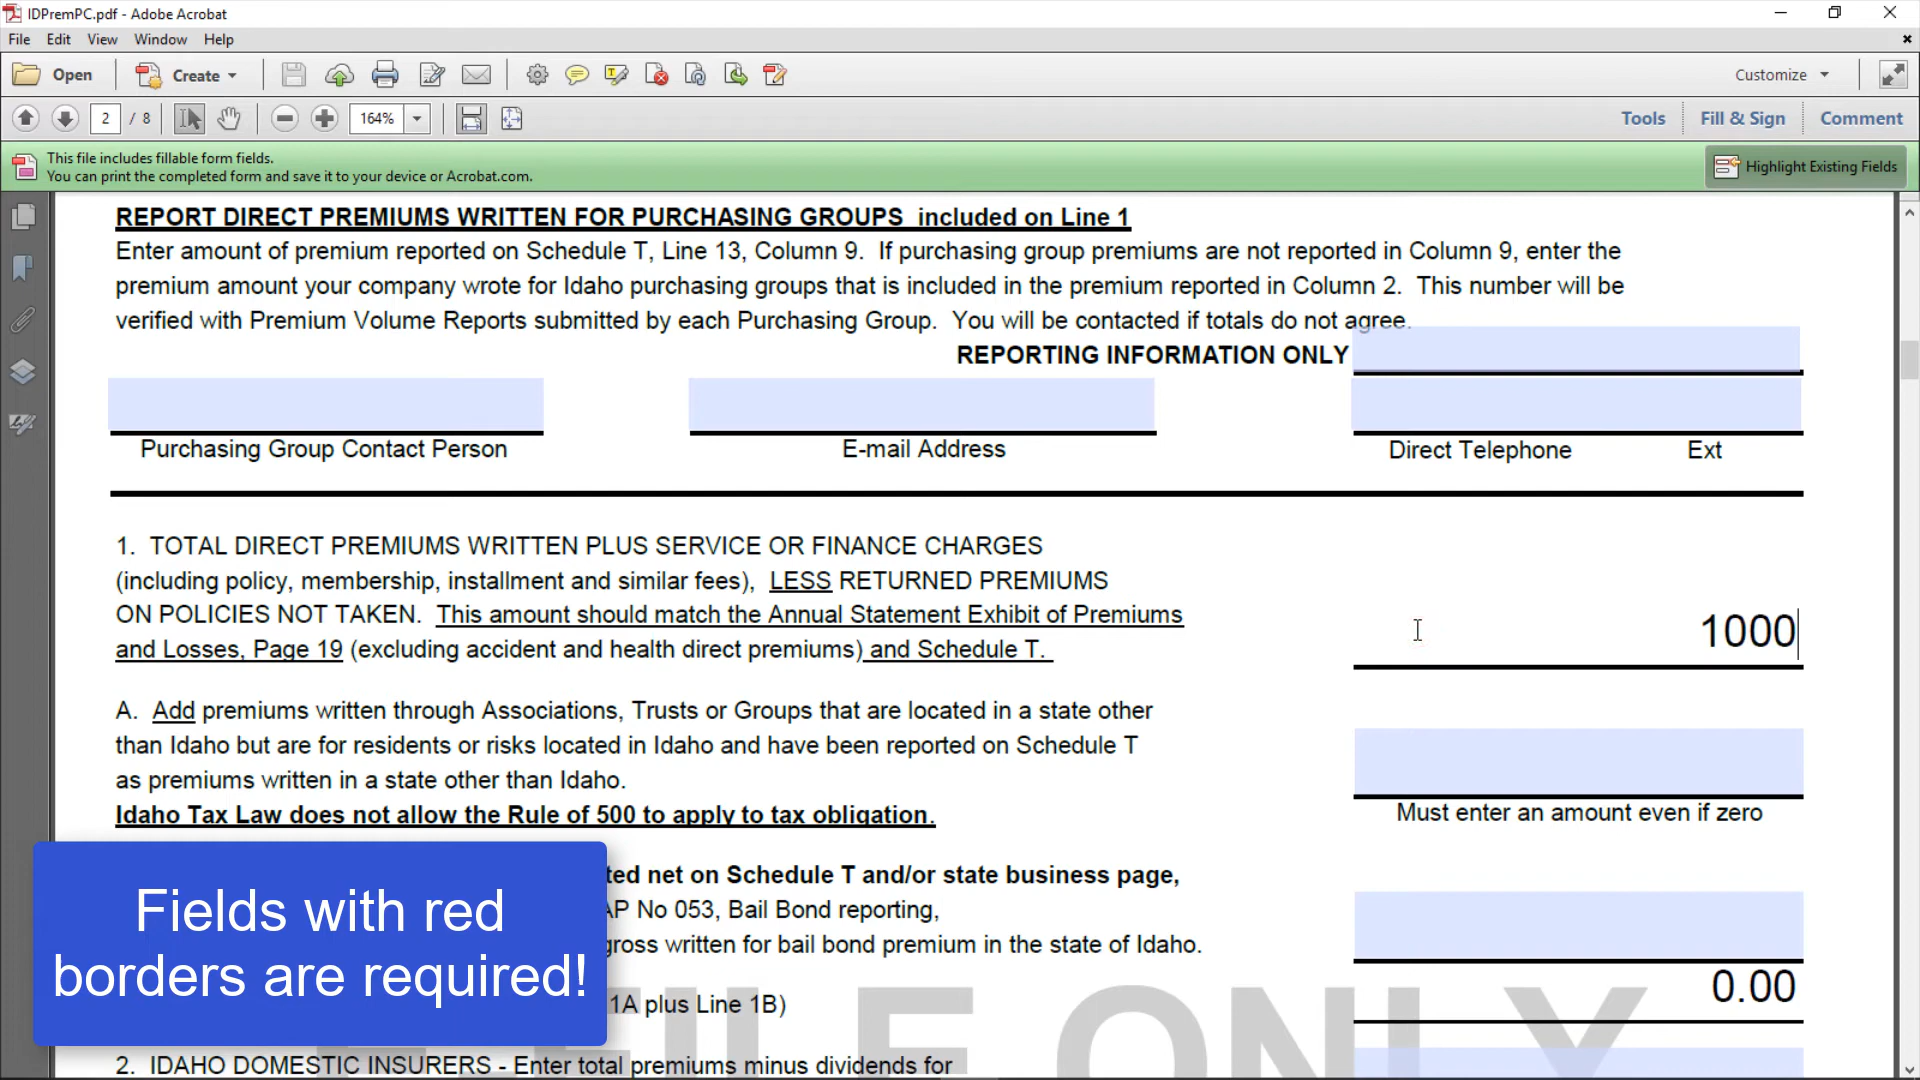 IDPremPC.pdf - Adobe Acrobat
File Edit View Window Help
Open Create Customize
2 / 8 164% Tools Fill & Sign Comment
This file includes fillable form fields.
You can print the completed form and save it to your device or Acrobat.com.
Highlight Existing Fields
REPORT DIRECT PREMIUMS WRITTEN FOR PURCHASING GROUPS included on Line 1
Enter amount of premium reported on Schedule T, Line 13, Column 9. If purchasing group premiums are not reported in Column 9, enter the
premium amount your company wrote for Idaho purchasing groups that is included in the premium reported in Column 2. This number will be
verified with Premium Volume Reports submitted by each Purchasing Group. You will be contacted if totals do not agree.
REPORTING INFORMATION ONLY
Purchasing Group Contact Person E-mail Address Direct Telephone Ext
1. TOTAL DIRECT PREMIUMS WRITTEN PLUS SERVICE OR FINANCE CHARGES
(including policy, membership, installment and similar fees), LESS RETURNED PREMIUMS
ON POLICIES NOT TAKEN. This amount should match the Annual Statement Exhibit of Premiums
and Losses, Page 19 (excluding accident and health direct premiums) and Schedule T.
1000
A. Add premiums written through Associations, Trusts or Groups that are located in a state other
than Idaho but are for residents or risks located in Idaho and have been reported on Schedule T
as premiums written in a state other than Idaho.
Idaho Tax Law does not allow the Rule of 500 to apply to tax obligation.
Must enter an amount even if zero
ted net on Schedule T and/or state business page,
AP No 053, Bail Bond reporting,
gross written for bail bond premium in the state of Idaho.
1A plus Line 1B)
0.00
2. IDAHO DOMESTIC INSURERS - Enter total premiums minus dividends for
FILE ONLY
Fields with red
borders are required!